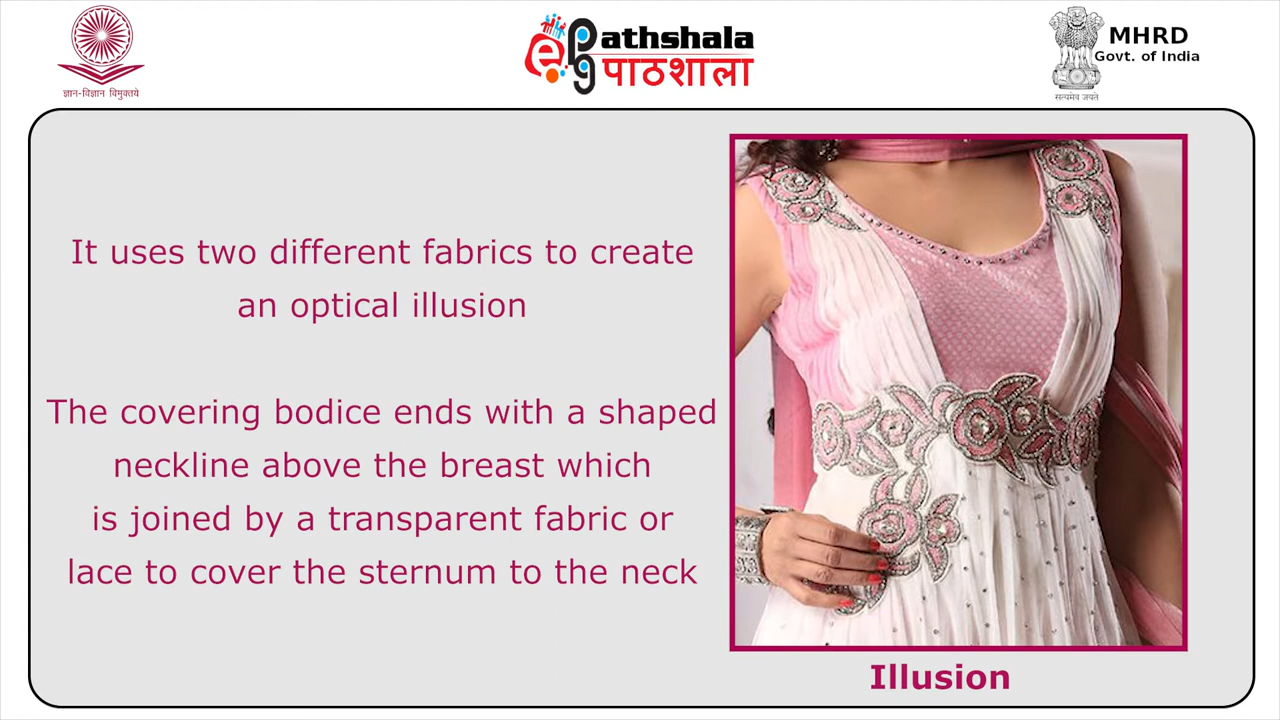 ज्ञान-विज्ञान विमुक्तये
e pg Pathshala
पाठशाला
MHRD
Govt. of India
सत्यमेव जयते
It uses two different fabrics to create
an optical illusion
The covering bodice ends with a shaped
neckline above the breast which
is joined by a transparent fabric or
lace to cover the sternum to the neck
Illusion